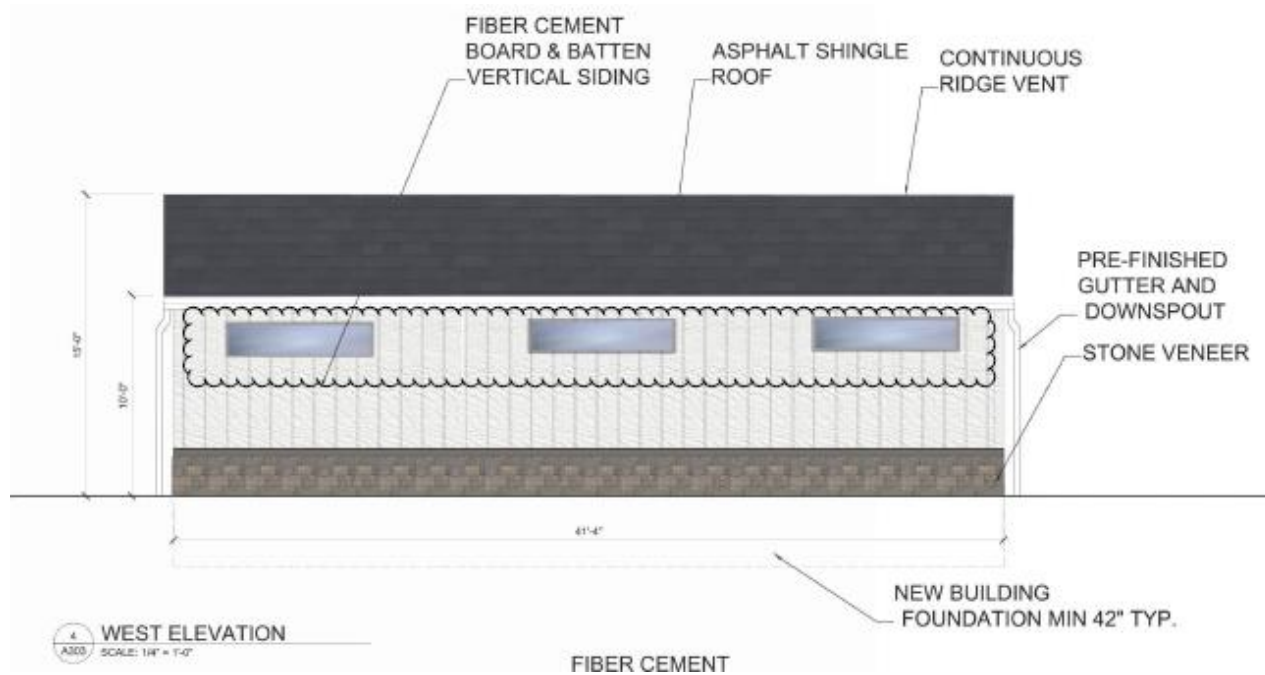 FIBER CEMENT
BOARD & BATTEN
VERTICAL SIDING
ASPHALT SHINGLE
ROOF
CONTINUOUS
RIDGE VENT
PRE-FINISHED
GUTTER AND
DOWNSPOUT
STONE VENEER
15'-0"
10'-0"
41'-4"
NEW BUILDING
FOUNDATION MIN 42" TYP.
4
A303
WEST ELEVATION
SCALE: 1/4" = 1'-0"
FIBER CEMENT